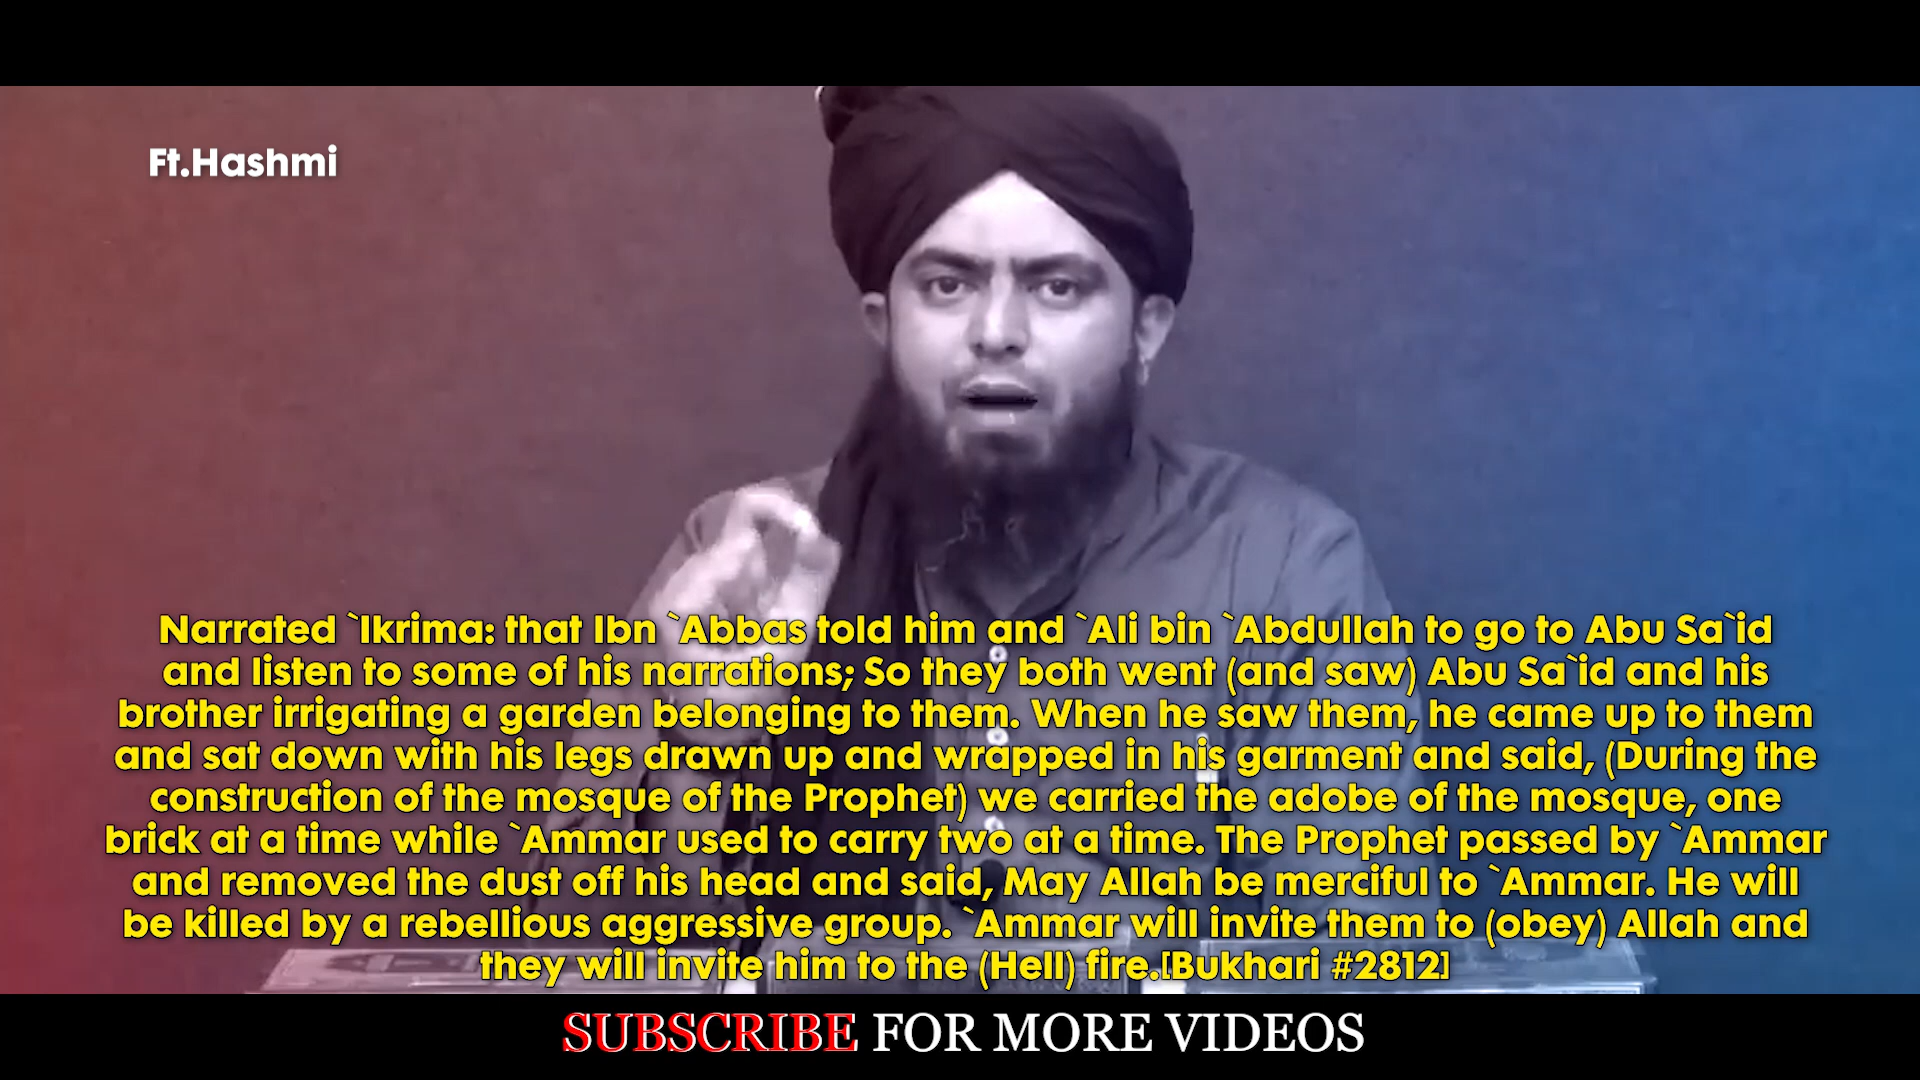 Ft.Hashmi
Narrated `Ikrima: that Ibn `Abbas told him and `Ali bin `Abdullah to go to Abu Sa`id
and listen to some of his narrations; So they both went (and saw) Abu Sa`id and his
brother irrigating a garden belonging to them. When he saw them, he came up to them
and sat down with his legs drawn up and wrapped in his garment and said, (During the
construction of the mosque of the Prophet) we carried the adobe of the mosque, one
brick at a time while `Ammar used to carry two at a time. The Prophet passed by `Ammar
and removed the dust off his head and said, May Allah be merciful to `Ammar. He will
be killed by a rebellious aggressive group. `Ammar will invite them to (obey) Allah and
they will invite him to the (Hell) fire.[Bukhari #2812]
SUBSCRIBE FOR MORE VIDEOS